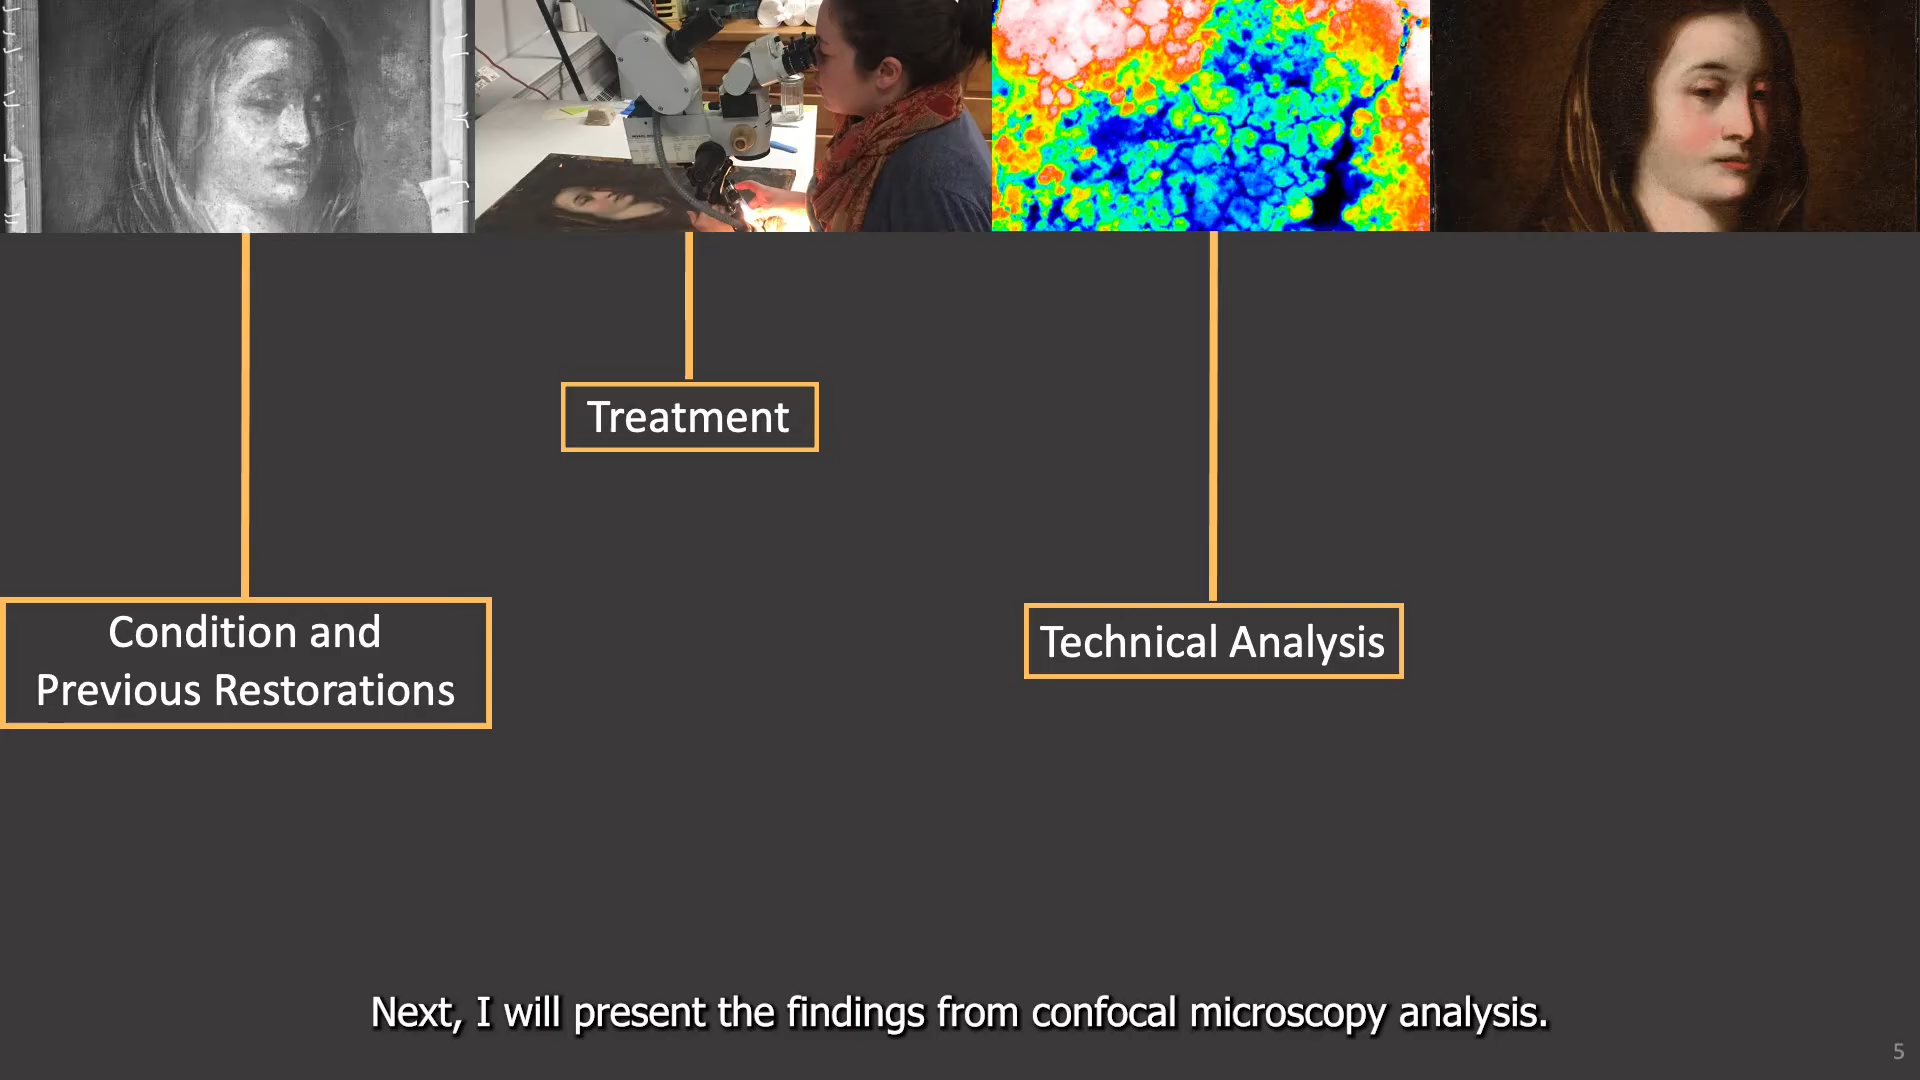 Treatment
Condition and
Previous Restorations
Technical Analysis
Next, I will present the findings from confocal microscopy analysis.
5